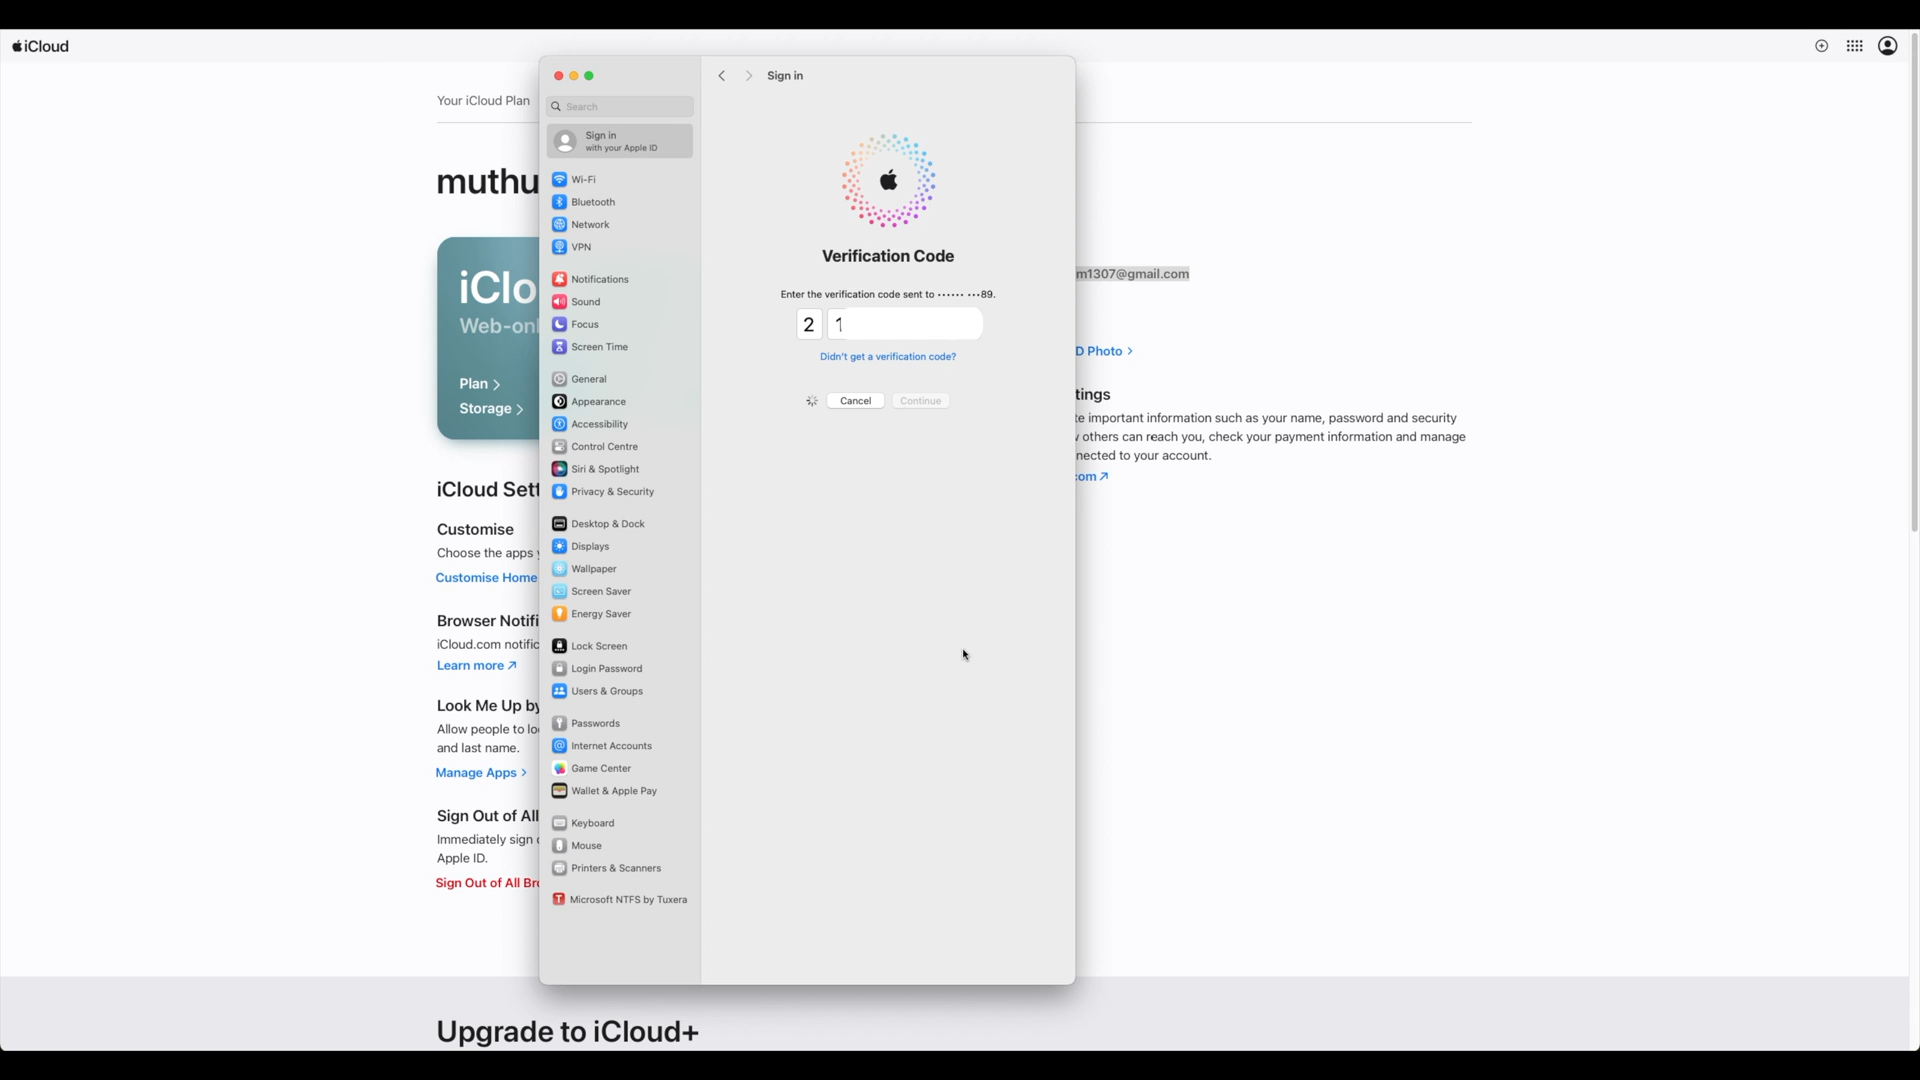 iCloud
Sign in
Search
Your iCloud Plan
Sign in
with your Apple ID
muthu
Wi-Fi
Bluetooth
Network
VPN
iClo
Web-onl
Plan >
Storage >
Notifications
Sound
Focus
Screen Time
General
Appearance
Accessibility
Control Centre
Siri & Spotlight
Privacy & Security
Desktop & Dock
Displays
Wallpaper
Screen Saver
Energy Saver
Lock Screen
Login Password
Users & Groups
Passwords
Internet Accounts
Game Center
Wallet & Apple Pay
Keyboard
Mouse
Printers & Scanners
Microsoft NTFS by Tuxera
Verification Code
Enter the verification code sent to •••••• •••89.
2 1
Didn't get a verification code?
Cancel
Continue
m1307@gmail.com
D Photo >
tings
te important information such as your name, password and security
v others can reach you, check your payment information and manage
nnected to your account.
com ↗
iCloud Sett
Customise
Choose the apps y
Customise Home
Browser Notifi
iCloud.com notific
Learn more ↗
Look Me Up by
Allow people to lo
and last name.
Manage Apps >
Sign Out of All
Immediately sign o
Apple ID.
Sign Out of All Bro
Upgrade to iCloud+